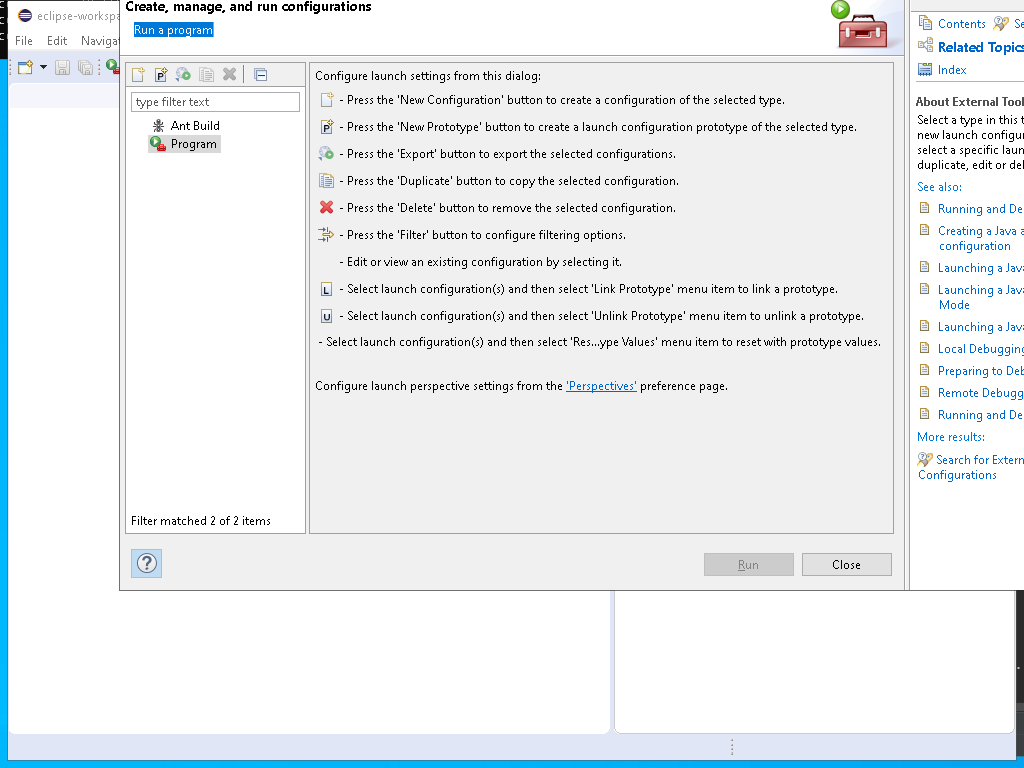 Create, manage, and run configurations
eclipse-workspa
Run a program
File Edit Navigat
Contents
Related Topics
Index
type filter text
Ant Build
Program
Filter matched 2 of 2 items
Configure launch settings from this dialog:
- Press the 'New Configuration' button to create a configuration of the selected type.
P - Press the 'New Prototype' button to create a launch configuration prototype of the selected type.
- Press the 'Export' button to export the selected configurations.
- Press the 'Duplicate' button to copy the selected configuration.
- Press the 'Delete' button to remove the selected configuration.
- Press the 'Filter' button to configure filtering options.
- Edit or view an existing configuration by selecting it.
L - Select launch configuration(s) and then select 'Link Prototype' menu item to link a prototype.
U - Select launch configuration(s) and then select 'Unlink Prototype' menu item to unlink a prototype.
- Select launch configuration(s) and then select 'Res...ype Values' menu item to reset with prototype values.
Configure launch perspective settings from the 'Perspectives' preference page.
? Run Close
About External Tool
Select a type in this t
new launch configur
select a specific laun
duplicate, edit or del
See also:
Running and De
Creating a Java a
configuration
Launching a Java
Launching a Java
Mode
Launching a Java
Local Debugging
Preparing to Deb
Remote Debugg
Running and De
More results:
Search for Extern
Configurations